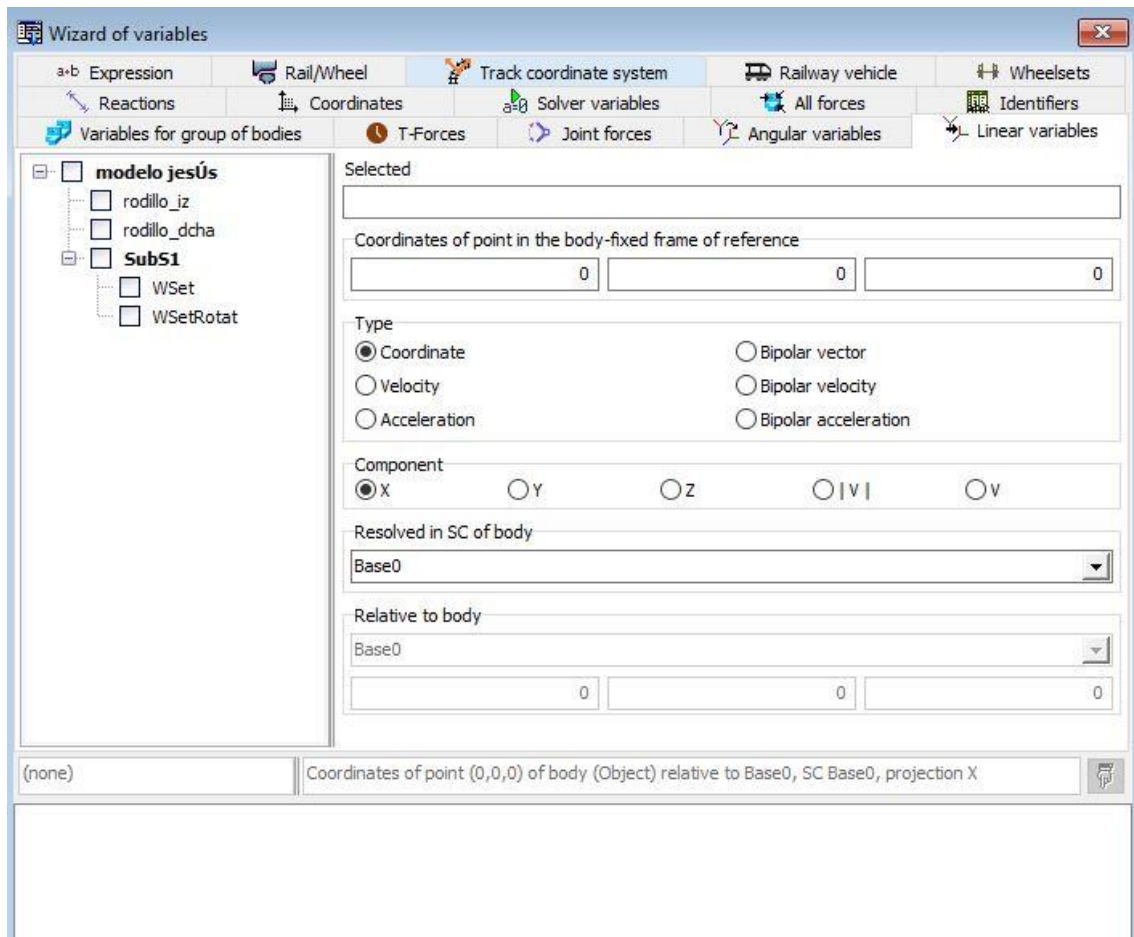 Wizard of variables
a+b Expression Rail/Wheel Track coordinate system Railway vehicle Wheelsets
Reactions Coordinates a=0 Solver variables All forces Identifiers
Variables for group of bodies T-Forces Joint forces Angular variables Linear variables
modelo jesÚs
rodillo_iz
rodillo_dcha
SubS1
WSet
WSetRotat
Selected
Coordinates of point in the body-fixed frame of reference
0 0 0
Type
Coordinate Bipolar vector
Velocity Bipolar velocity
Acceleration Bipolar acceleration
Component
X Y Z | V | V
Resolved in SC of body
Base0
Relative to body
Base0
0 0 0
(none) Coordinates of point (0,0,0) of body (Object) relative to Base0, SC Base0, projection X